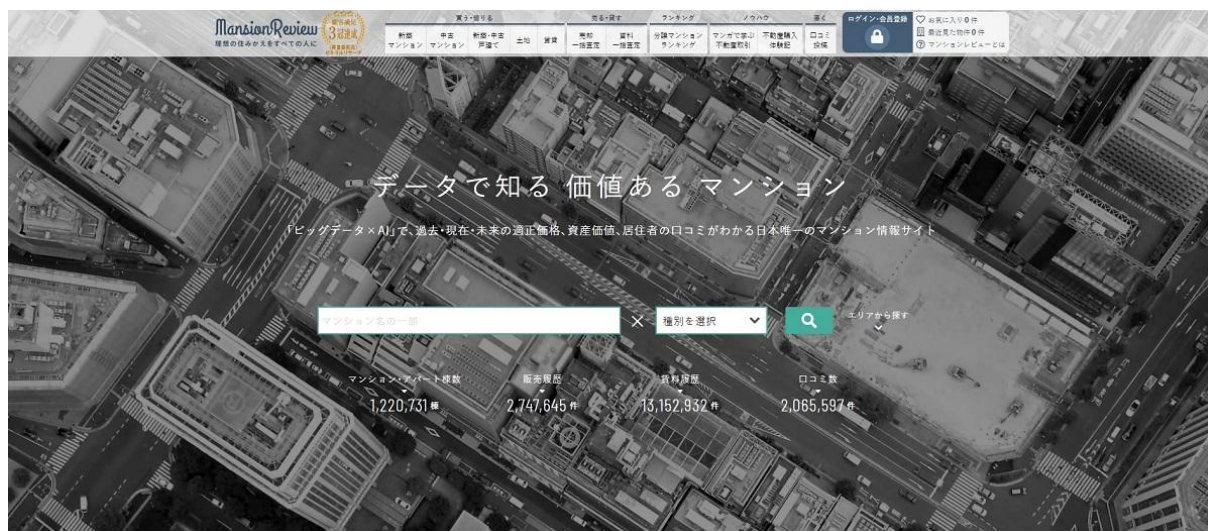 MansionReview
理想の住みかえをすべての人に
3冠達成
買う・借りる
売る・貸す
ランキング
ノウハウ
書く
新築マンション
中古マンション
新築・中古戸建て
土地
賃貸
売却一括査定
賃料一括査定
分譲マンションランキング
マンガで学ぶ不動産取引
不動産購入体験記
口コミ投稿
ログイン・会員登録
お気に入り0件
最近見た物件0件
マンションレビューとは
データで知る 価値ある マンション
「ビッグデータ×AI」で、過去・現在・未来の適正価格、資産価値、居住者の口コミがわかる日本唯一のマンション情報サイト
マンション名の一部
種別を選択
エリアから探す
マンション・アパート棟数
販売履歴
賃料履歴
口コミ数
1,220,731棟
2,747,645件
13,152,932件
2,065,597件